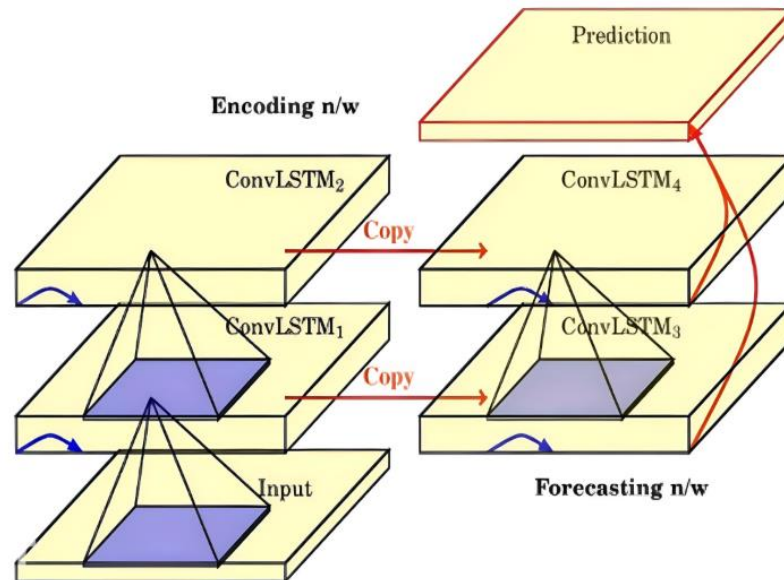 Prediction
Encoding n/w
ConvLSTM₂
ConvLSTM₄
Copy
ConvLSTM₁
ConvLSTM₃
Copy
Input
Forecasting n/w